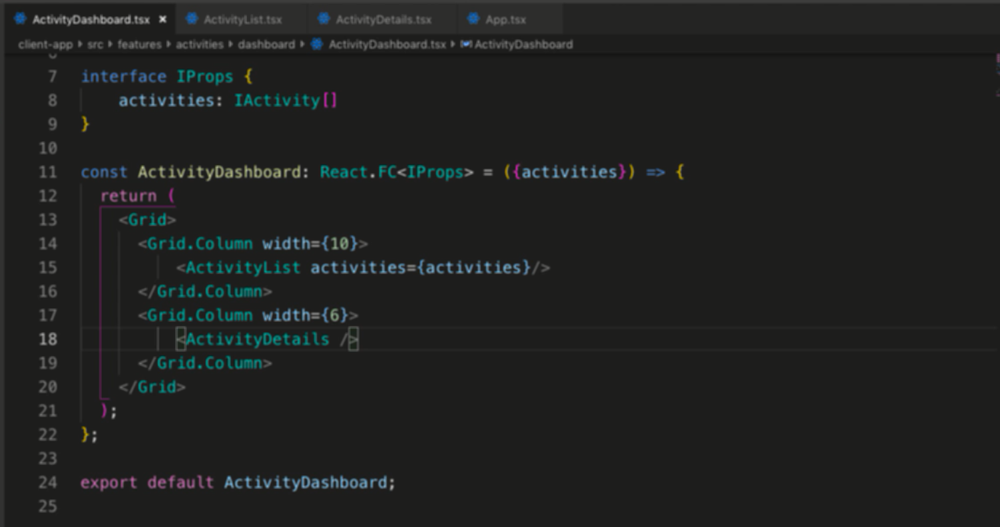 ActivityDashboard.tsx × ActivityList.tsx ActivityDetails.tsx App.tsx
client-app src features activities dashboard ActivityDashboard.tsx ActivityDashboard
7 interface IProps {
8 activities: IActivity[]
9 }
10
11 const ActivityDashboard: React.FC<IProps> = ({activities}) => {
12 return (
13 <Grid>
14 <Grid.Column width={10}>
15 <ActivityList activities={activities}/>
16 </Grid.Column>
17 <Grid.Column width={6}>
18 <ActivityDetails />
19 </Grid.Column>
20 </Grid>
21 );
22 };
23
24 export default ActivityDashboard;
25